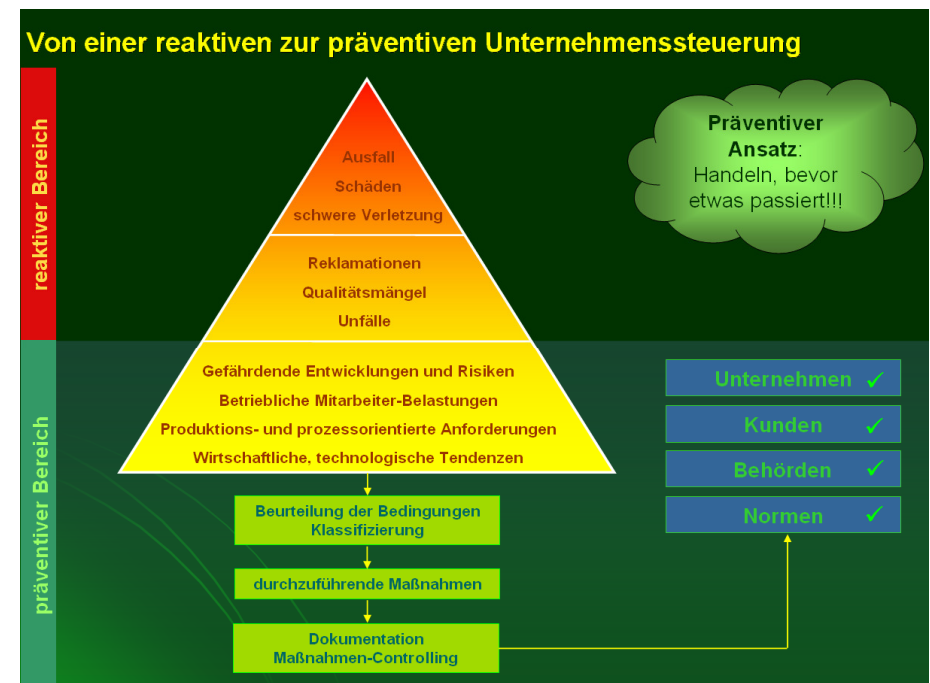 Von einer reaktiven zur präventiven Unternehmenssteuerung
reaktiver Bereich
Ausfall
Schäden
schwere Verletzung
Reklamationen
Qualitätsmängel
Unfälle
Präventiver
Ansatz:
Handeln, bevor
etwas passiert!!!
präventiver Bereich
Gefährdende Entwicklungen und Risiken
Betriebliche Mitarbeiter-Belastungen
Produktions- und prozessorientierte Anforderungen
Wirtschaftliche, technologische Tendenzen
Beurteilung der Bedingungen
Klassifizierung
durchzuführende Maßnahmen
Dokumentation
Maßnahmen-Controlling
Unternehmen ✓
Kunden ✓
Behörden ✓
Normen ✓